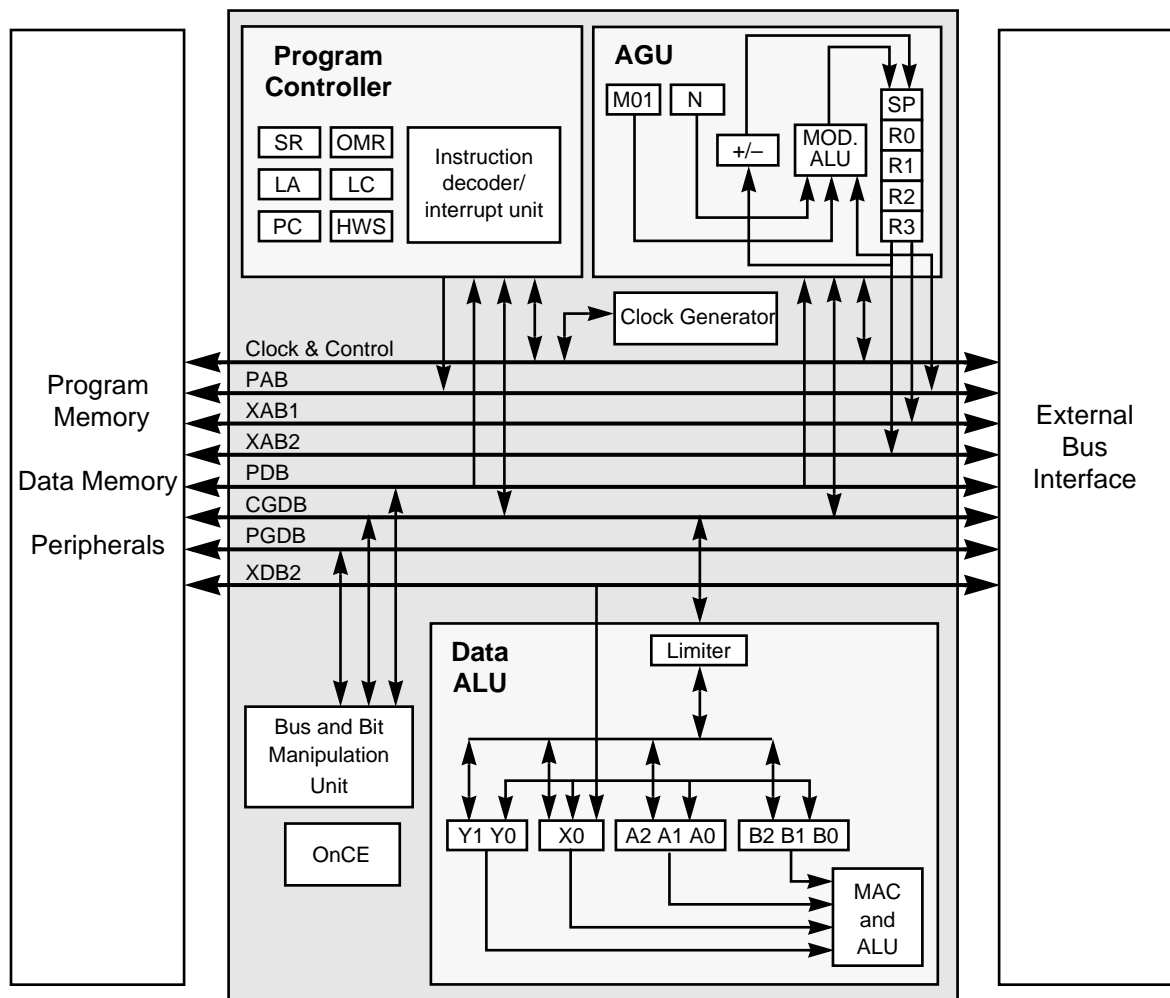 Program
Controller
SR
OMR
LA
LC
PC
HWS
Instruction
decoder/
interrupt unit
AGU
M01
N
+/–
MOD.
ALU
SP
R0
R1
R2
R3
Clock Generator
Clock & Control
PAB
XAB1
XAB2
PDB
CGDB
PGDB
XDB2
Program
Memory
Data Memory
Peripherals
External
Bus
Interface
Data
ALU
Limiter
Bus and Bit
Manipulation
Unit
OnCE
Y1 Y0
X0
A2 A1 A0
B2 B1 B0
MAC
and
ALU